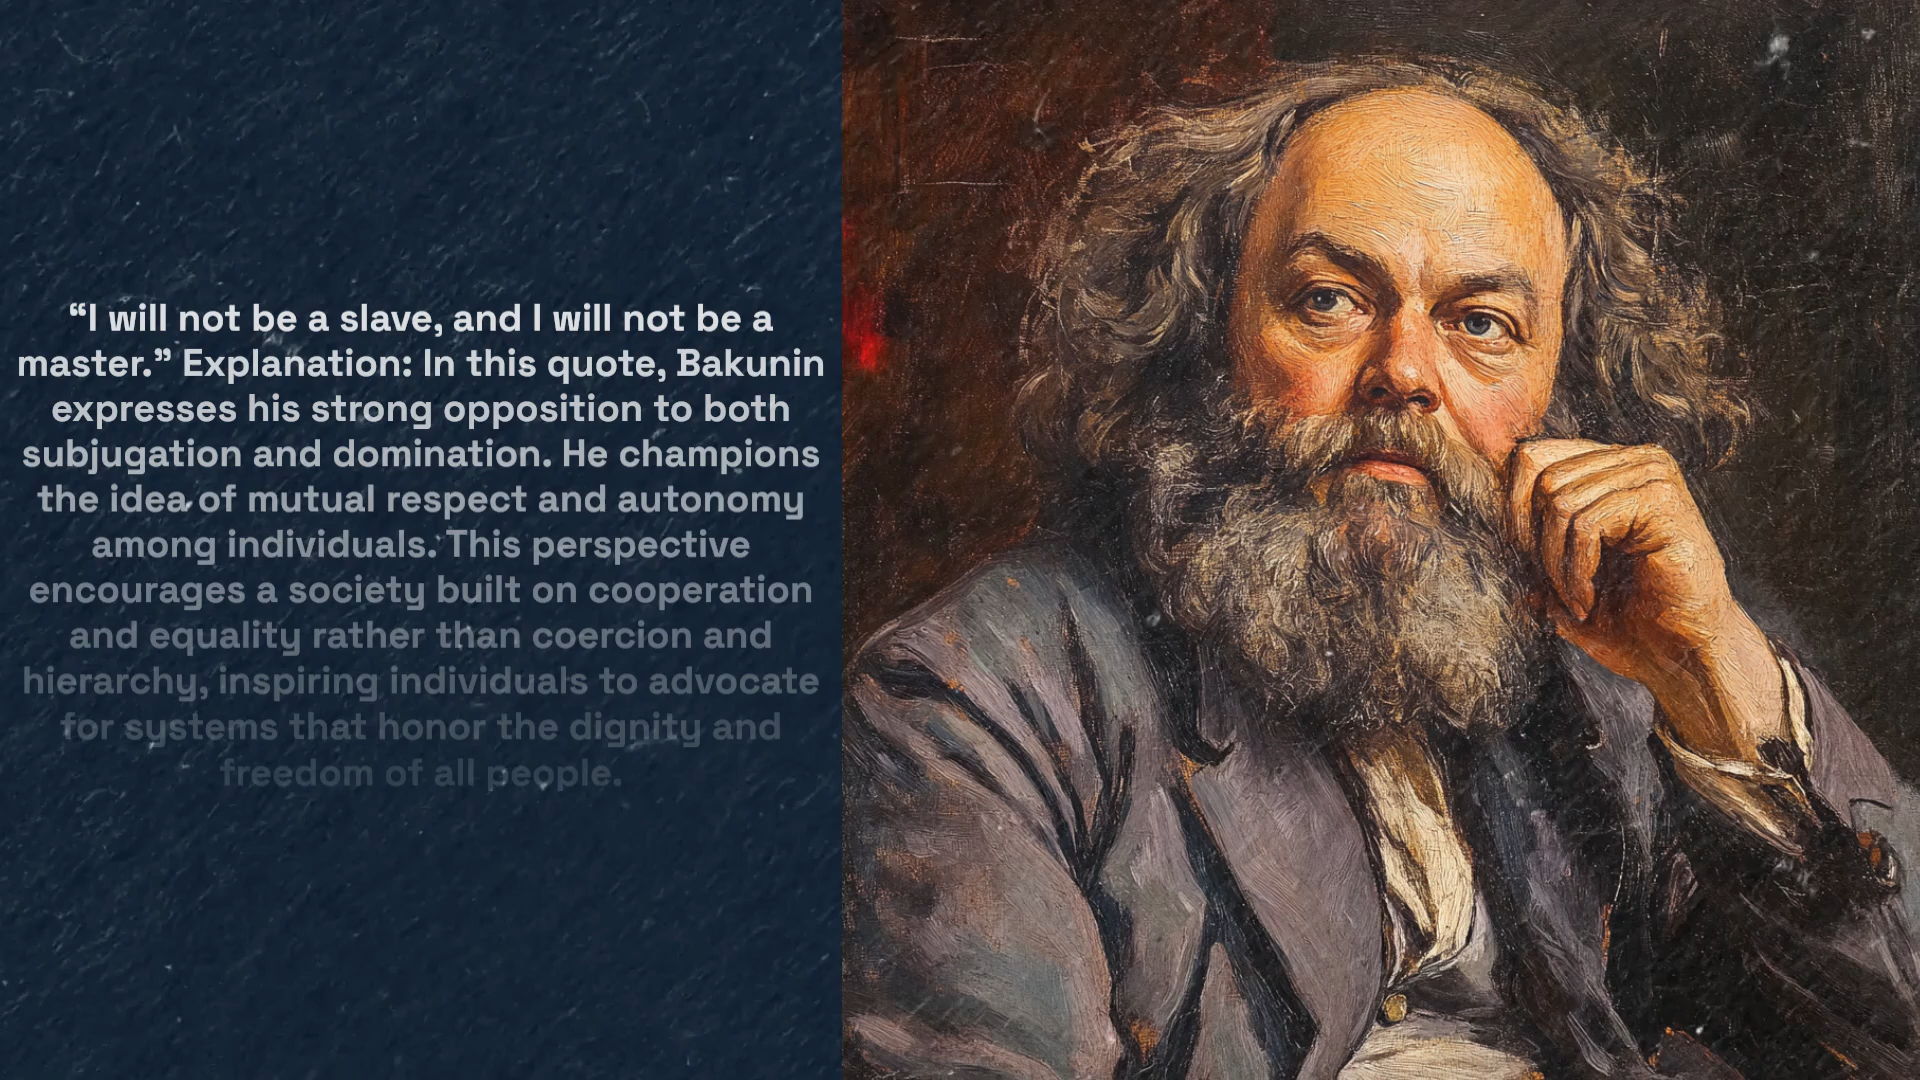 “I will not be a slave, and I will not be a
master.” Explanation: In this quote, Bakunin
expresses his strong opposition to both
subjugation and domination. He champions
the idea of mutual respect and autonomy
among individuals. This perspective
encourages a society built on cooperation
and equality rather than coercion and
hierarchy, inspiring individuals to advocate
for systems that honor the dignity and
freedom of all people.